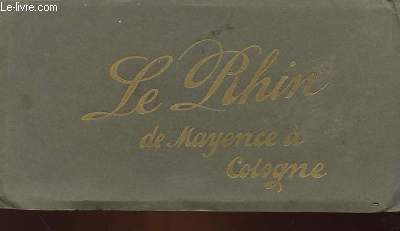 Le Rhin
de Mayence à
Cologne
le-livre.com